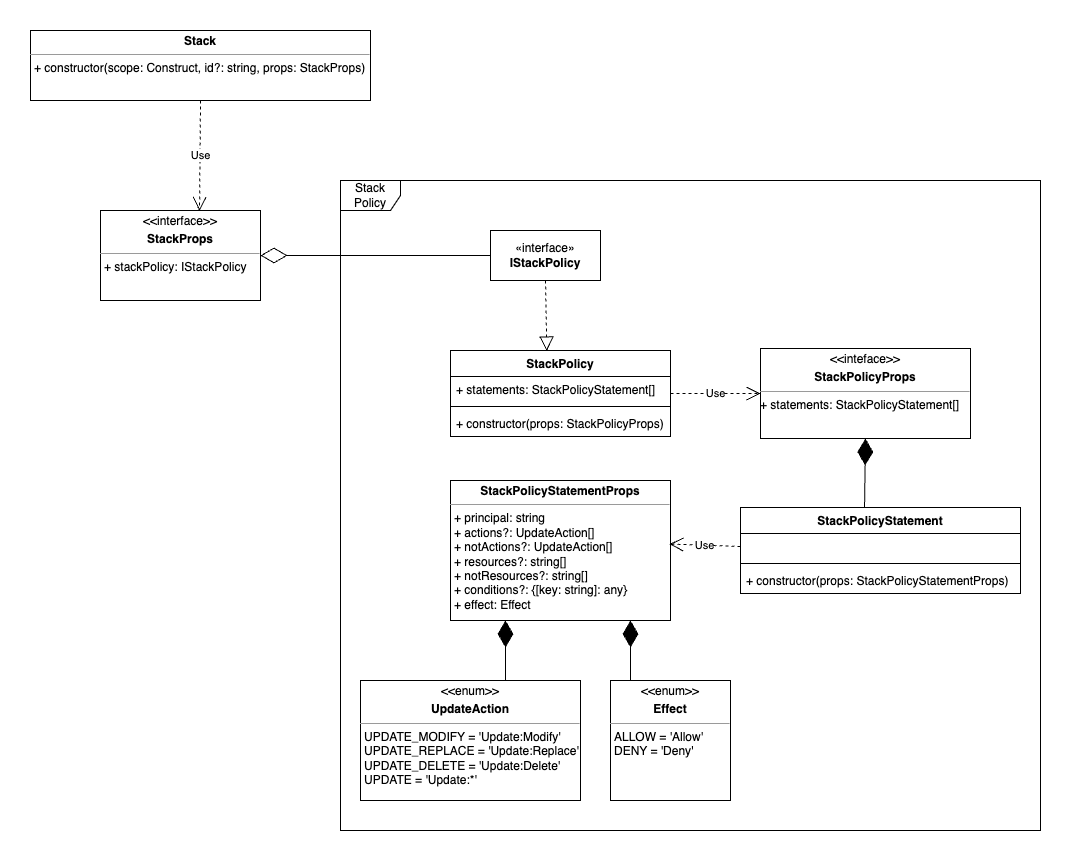 Stack
+ constructor(scope: Construct, id?: string, props: StackProps)
Use
Stack
Policy
<<interface>>
StackProps
+ stackPolicy: IStackPolicy
«interface»
IStackPolicy
StackPolicy
+ statements: StackPolicyStatement[]
+ constructor(props: StackPolicyProps)
Use
<<inteface>>
StackPolicyProps
+ statements: StackPolicyStatement[]
StackPolicyStatementProps
+ principal: string
+ actions?: UpdateAction[]
+ notActions?: UpdateAction[]
+ resources?: string[]
+ notResources?: string[]
+ conditions?: {[key: string]: any}
+ effect: Effect
Use
StackPolicyStatement
+ constructor(props: StackPolicyStatementProps)
<<enum>>
UpdateAction
UPDATE_MODIFY = 'Update:Modify'
UPDATE_REPLACE = 'Update:Replace'
UPDATE_DELETE = 'Update:Delete'
UPDATE = 'Update:*'
<<enum>>
Effect
ALLOW = 'Allow'
DENY = 'Deny'